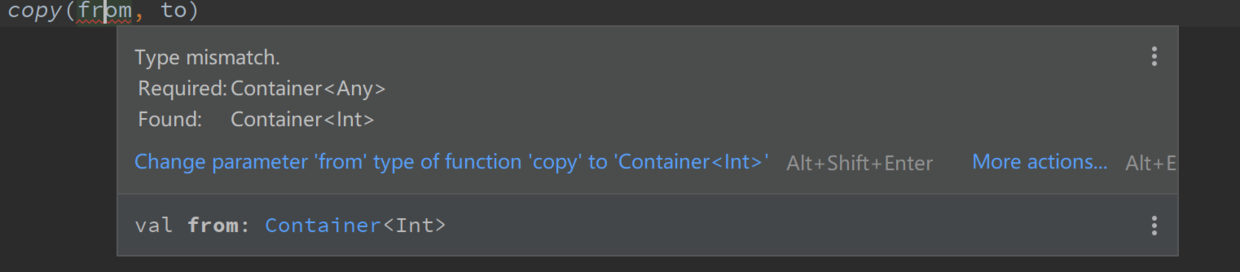 copy(from, to)
Type mismatch.
Required: Container<Any>
Found: Container<Int>
Change parameter 'from' type of function 'copy' to 'Container<Int>' Alt+Shift+Enter More actions... Alt+E
val from: Container<Int>